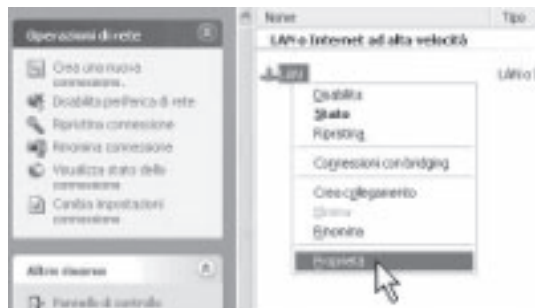 Operazioni di rete
Crea una nuova
connessione...
Disabilita periferica di rete
Ripristina connessione
Rinomina connessione
Visualizza stato della
connessione
Cambia impostazioni
connessione
Altre risorse
Pannello di controllo
Nome Tipo
LAN o Internet ad alta velocità
LAN LAN o I
Disabilita
Stato
Ripristina
Connessioni con bridging
Crea collegamento
Elimina
Rinomina
Proprietà